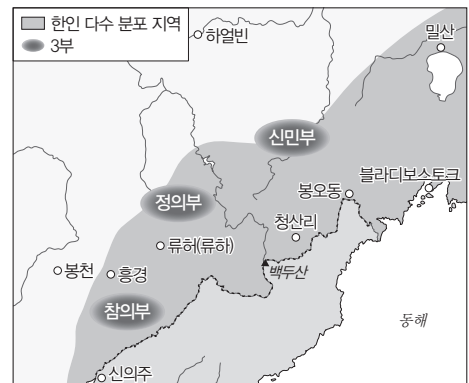 한인 다수 분포 지역
3부
하얼빈
밀산
신민부
블라디보스토크
봉오동
정의부
청산리
류허(류하)
백두산
봉천
흥경
참의부
동해
신의주